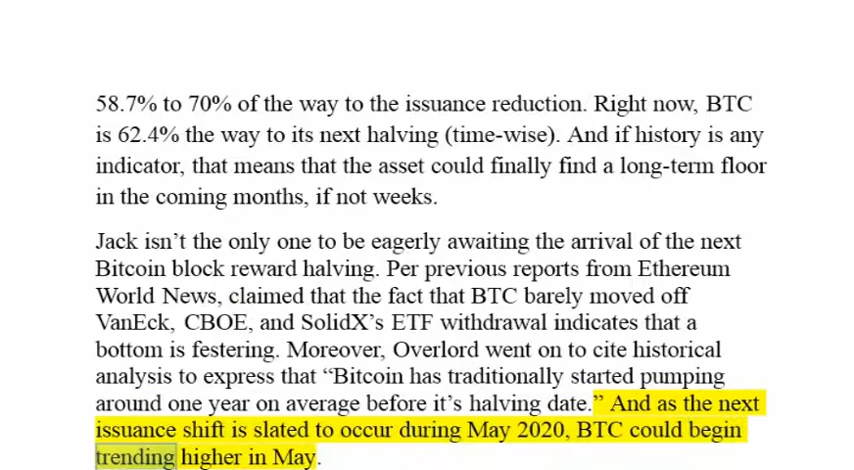 58.7% to 70% of the way to the issuance reduction. Right now, BTC
is 62.4% the way to its next halving (time-wise). And if history is any
indicator, that means that the asset could finally find a long-term floor
in the coming months, if not weeks.
Jack isn’t the only one to be eagerly awaiting the arrival of the next
Bitcoin block reward halving. Per previous reports from Ethereum
World News, claimed that the fact that BTC barely moved off
VanEck, CBOE, and SolidX’s ETF withdrawal indicates that a
bottom is festering. Moreover, Overlord went on to cite historical
analysis to express that “Bitcoin has traditionally started pumping
around one year on average before it’s halving date.” And as the next
issuance shift is slated to occur during May 2020, BTC could begin
trending higher in May.